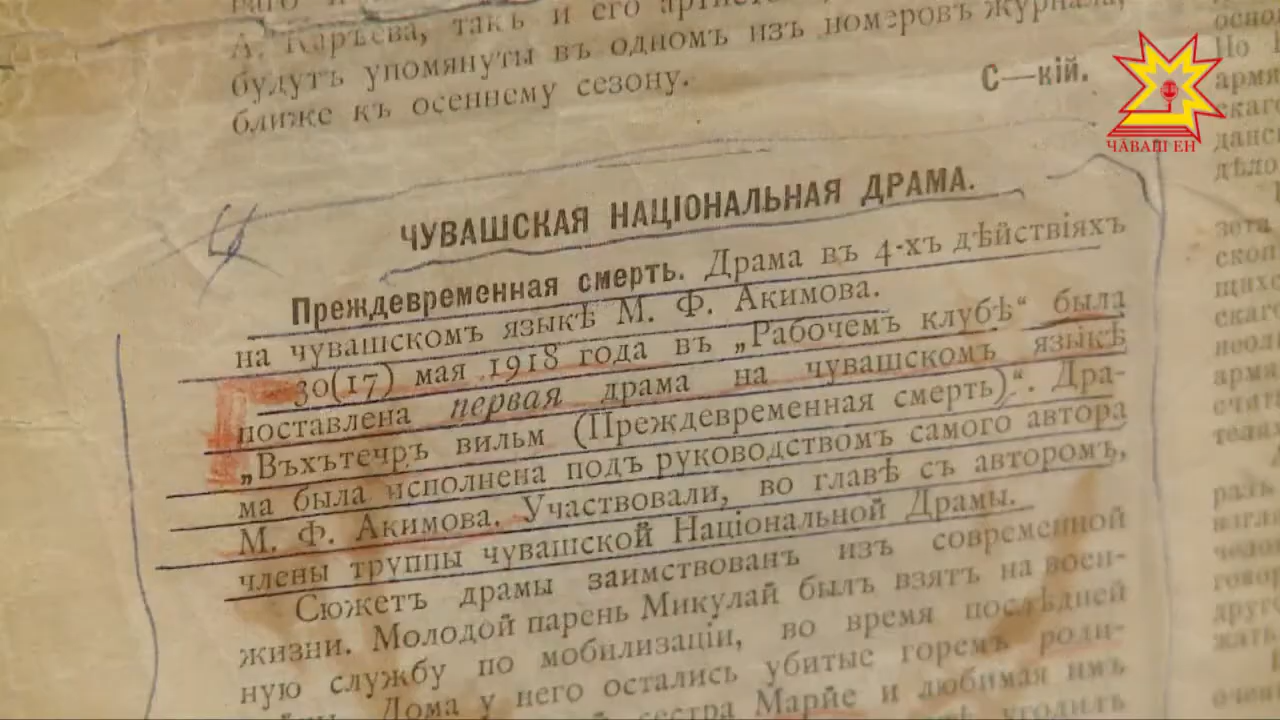 А. Каръева, такъ и его
будутъ упомянуты въ одномъ изъ номеровъ журнала,
ближе къ осеннему сезону.
С—кій.
ЧӐВАШ ЕН
ЧУВАШСКАЯ НАЦІОНАЛЬНАЯ ДРАМА.
Преждевременная смерть. Драма въ 4-хъ дѣйствіяхъ
на чувашскомъ языкѣ М. Ф. Акимова.
30(17) мая 1918 года въ „Рабочемъ клубѣ“ была
поставлена первая драма на чувашскомъ языкѣ
„Въхътечръ вильм (Преждевременная смерть)“. Дра-
ма была исполнена подъ руководствомъ самого автора
М. Ф. Акимова. Участвовали, во главѣ съ авторомъ,
члены труппы чувашской Національной Драмы.
Сюжетъ драмы заимствованъ изъ современной
жизни. Молодой парень Микулай былъ взятъ на воен-
ную службу по мобилизаціи, во время послѣдней
Дома у него остались убитые горемъ роди-
сестра Марйе и любимая имъ
угодилъ